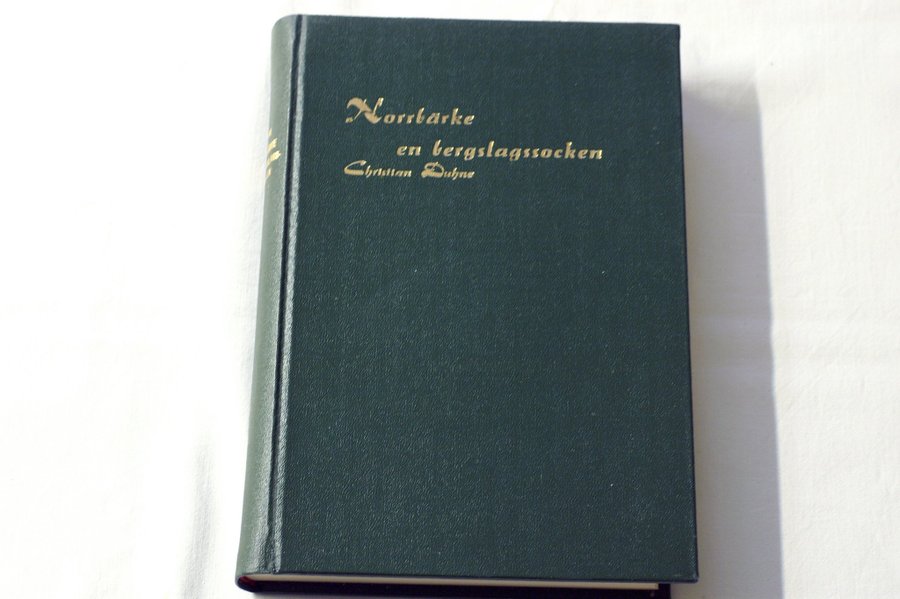 Norrbärke
en bergslagssocken
Christian Duhne